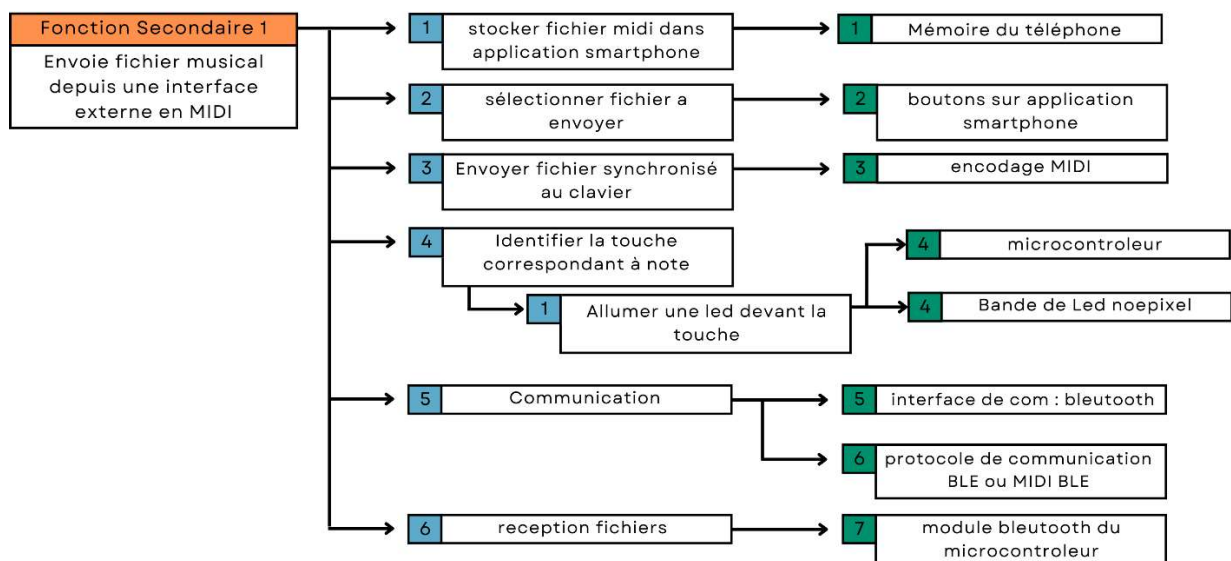 Fonction Secondaire 1
Envoie fichier musical
depuis une interface
externe en MIDI
1
stocker fichier midi dans
application smartphone
1
Mémoire du téléphone
2
sélectionner fichier a
envoyer
2
boutons sur application
smartphone
3
Envoyer fichier synchronisé
au clavier
3
encodage MIDI
4
Identifier la touche
correspondant à note
4
microcontroleur
1
Allumer une led devant la
touche
4
Bande de Led noepixel
5
Communication
5
interface de com : bleutooth
6
protocole de communication
BLE ou MIDI BLE
6
reception fichiers
7
module bleutooth du
microcontroleur